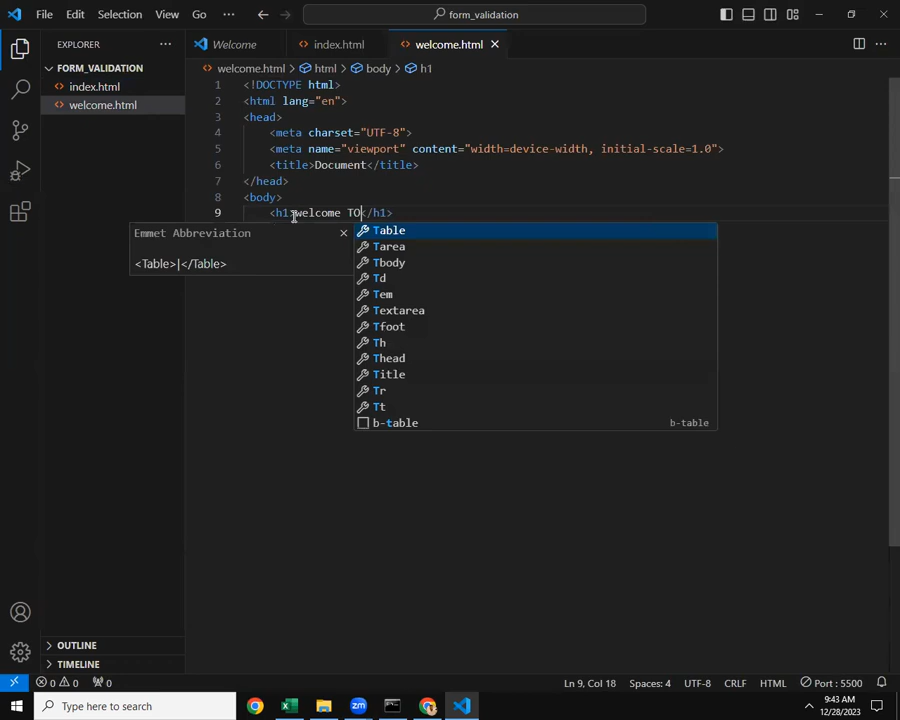 File Edit Selection View Go ··· form_validation
EXPLORER ··· Welcome index.html welcome.html
FORM_VALIDATION
index.html
welcome.html
welcome.html > html > body > h1
1 <!DOCTYPE html>
2 <html lang="en">
3 <head>
4 <meta charset="UTF-8">
5 <meta name="viewport" content="width=device-width, initial-scale=1.0">
6 <title>Document</title>
7 </head>
8 <body>
9 <h1>welcome TO</h1>
Emmet Abbreviation
<Table>|</Table>
Table
Tarea
Tbody
Td
Tem
Textarea
Tfoot
Th
Thead
Title
Tr
Tt
b-table b-table
OUTLINE
TIMELINE
0 0 0 Ln 9, Col 18 Spaces: 4 UTF-8 CRLF HTML Port : 5500
Type here to search
9:43 AM
12/28/2023